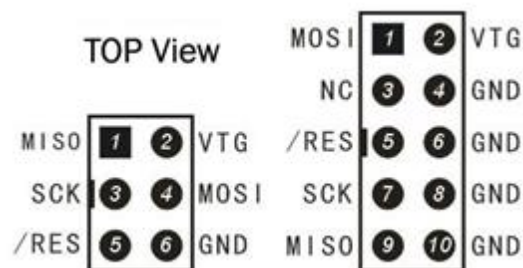 TOP View
MISO 1 2 VTG
SCK 3 4 MOSI
/RES 5 6 GND
MOSI 1 2 VTG
NC 3 4 GND
/RES 5 6 GND
SCK 7 8 GND
MISO 9 10 GND